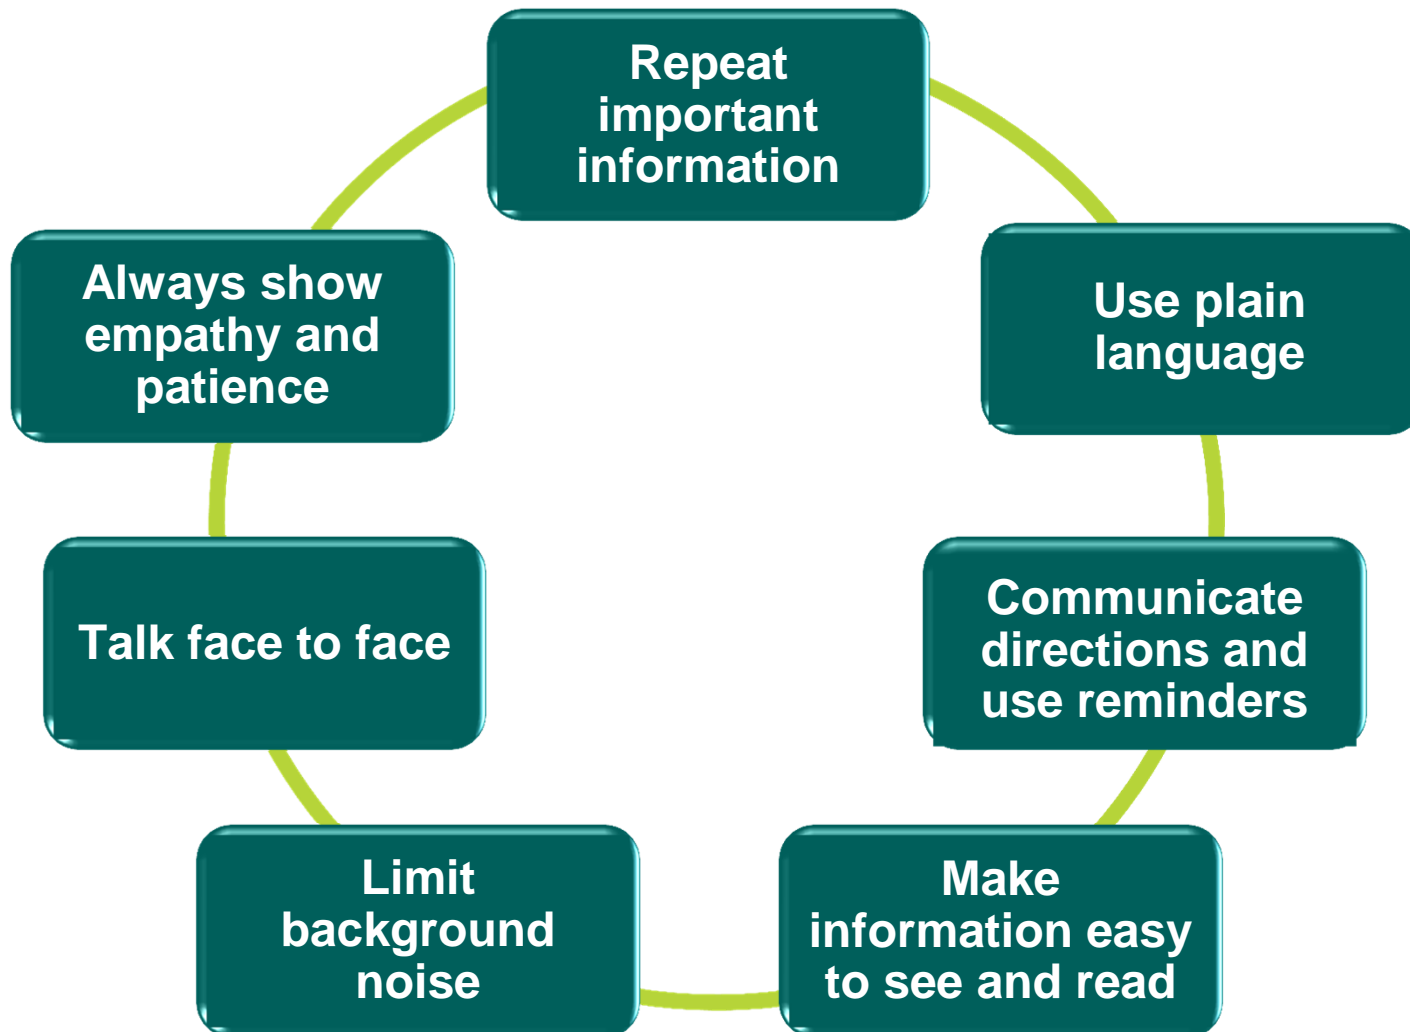 Repeat
important
information
Use plain
language
Communicate
directions and
use reminders
Make
information easy
to see and read
Limit
background
noise
Talk face to face
Always show
empathy and
patience